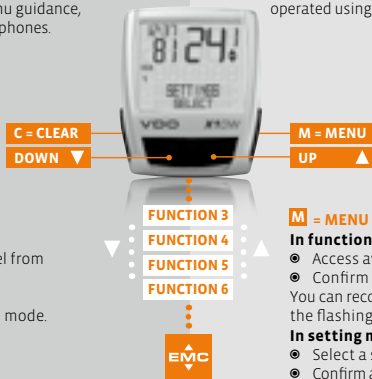 nu guidance,
phones.
operated using
81 24
SETTINGS
SELECT
VDO
C = CLEAR
DOWN
M = MENU
UP
FUNCTION 3
FUNCTION 4
FUNCTION 5
FUNCTION 6
el from
mode.
EMC
M = MENU
In function
Access a
Confirm
You can reco
the flashing
In setting m
Select a s
Confirm a